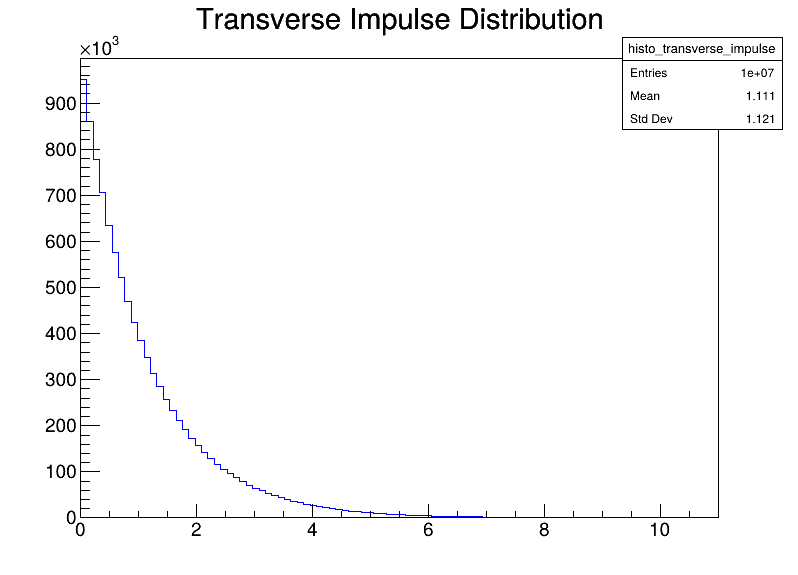 Transverse Impulse Distribution
×10³
histo_transverse_impulse
Entries 1e+07
Mean 1.111
Std Dev 1.121
900
800
700
600
500
400
300
200
100
0
0 2 4 6 8 10